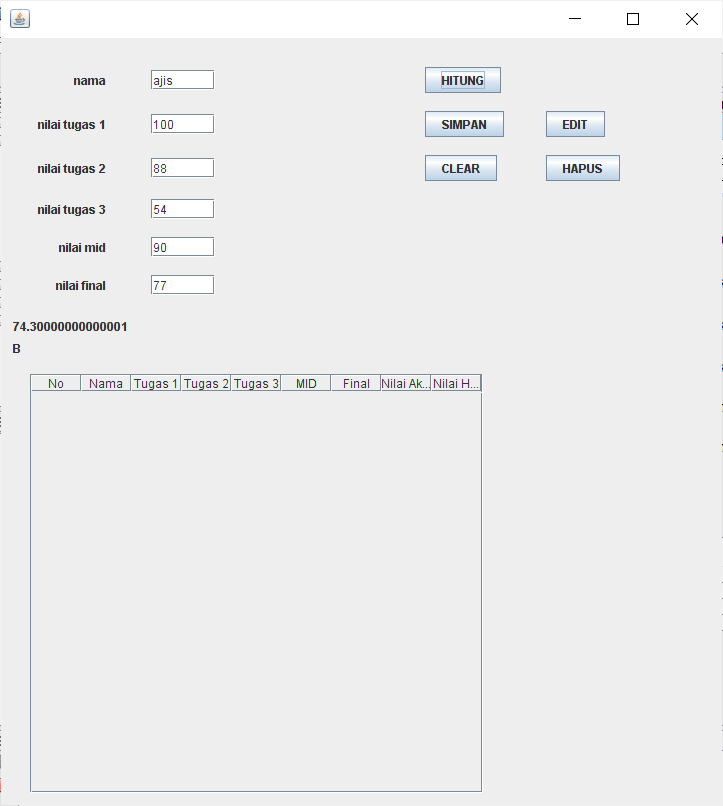 nama ajis HITUNG
nilai tugas 1 100 SIMPAN EDIT
nilai tugas 2 88 CLEAR HAPUS
nilai tugas 3 54
nilai mid 90
nilai final 77
74.30000000000001
B
No Nama Tugas 1 Tugas 2 Tugas 3 MID Final Nilai Ak... Nilai H...